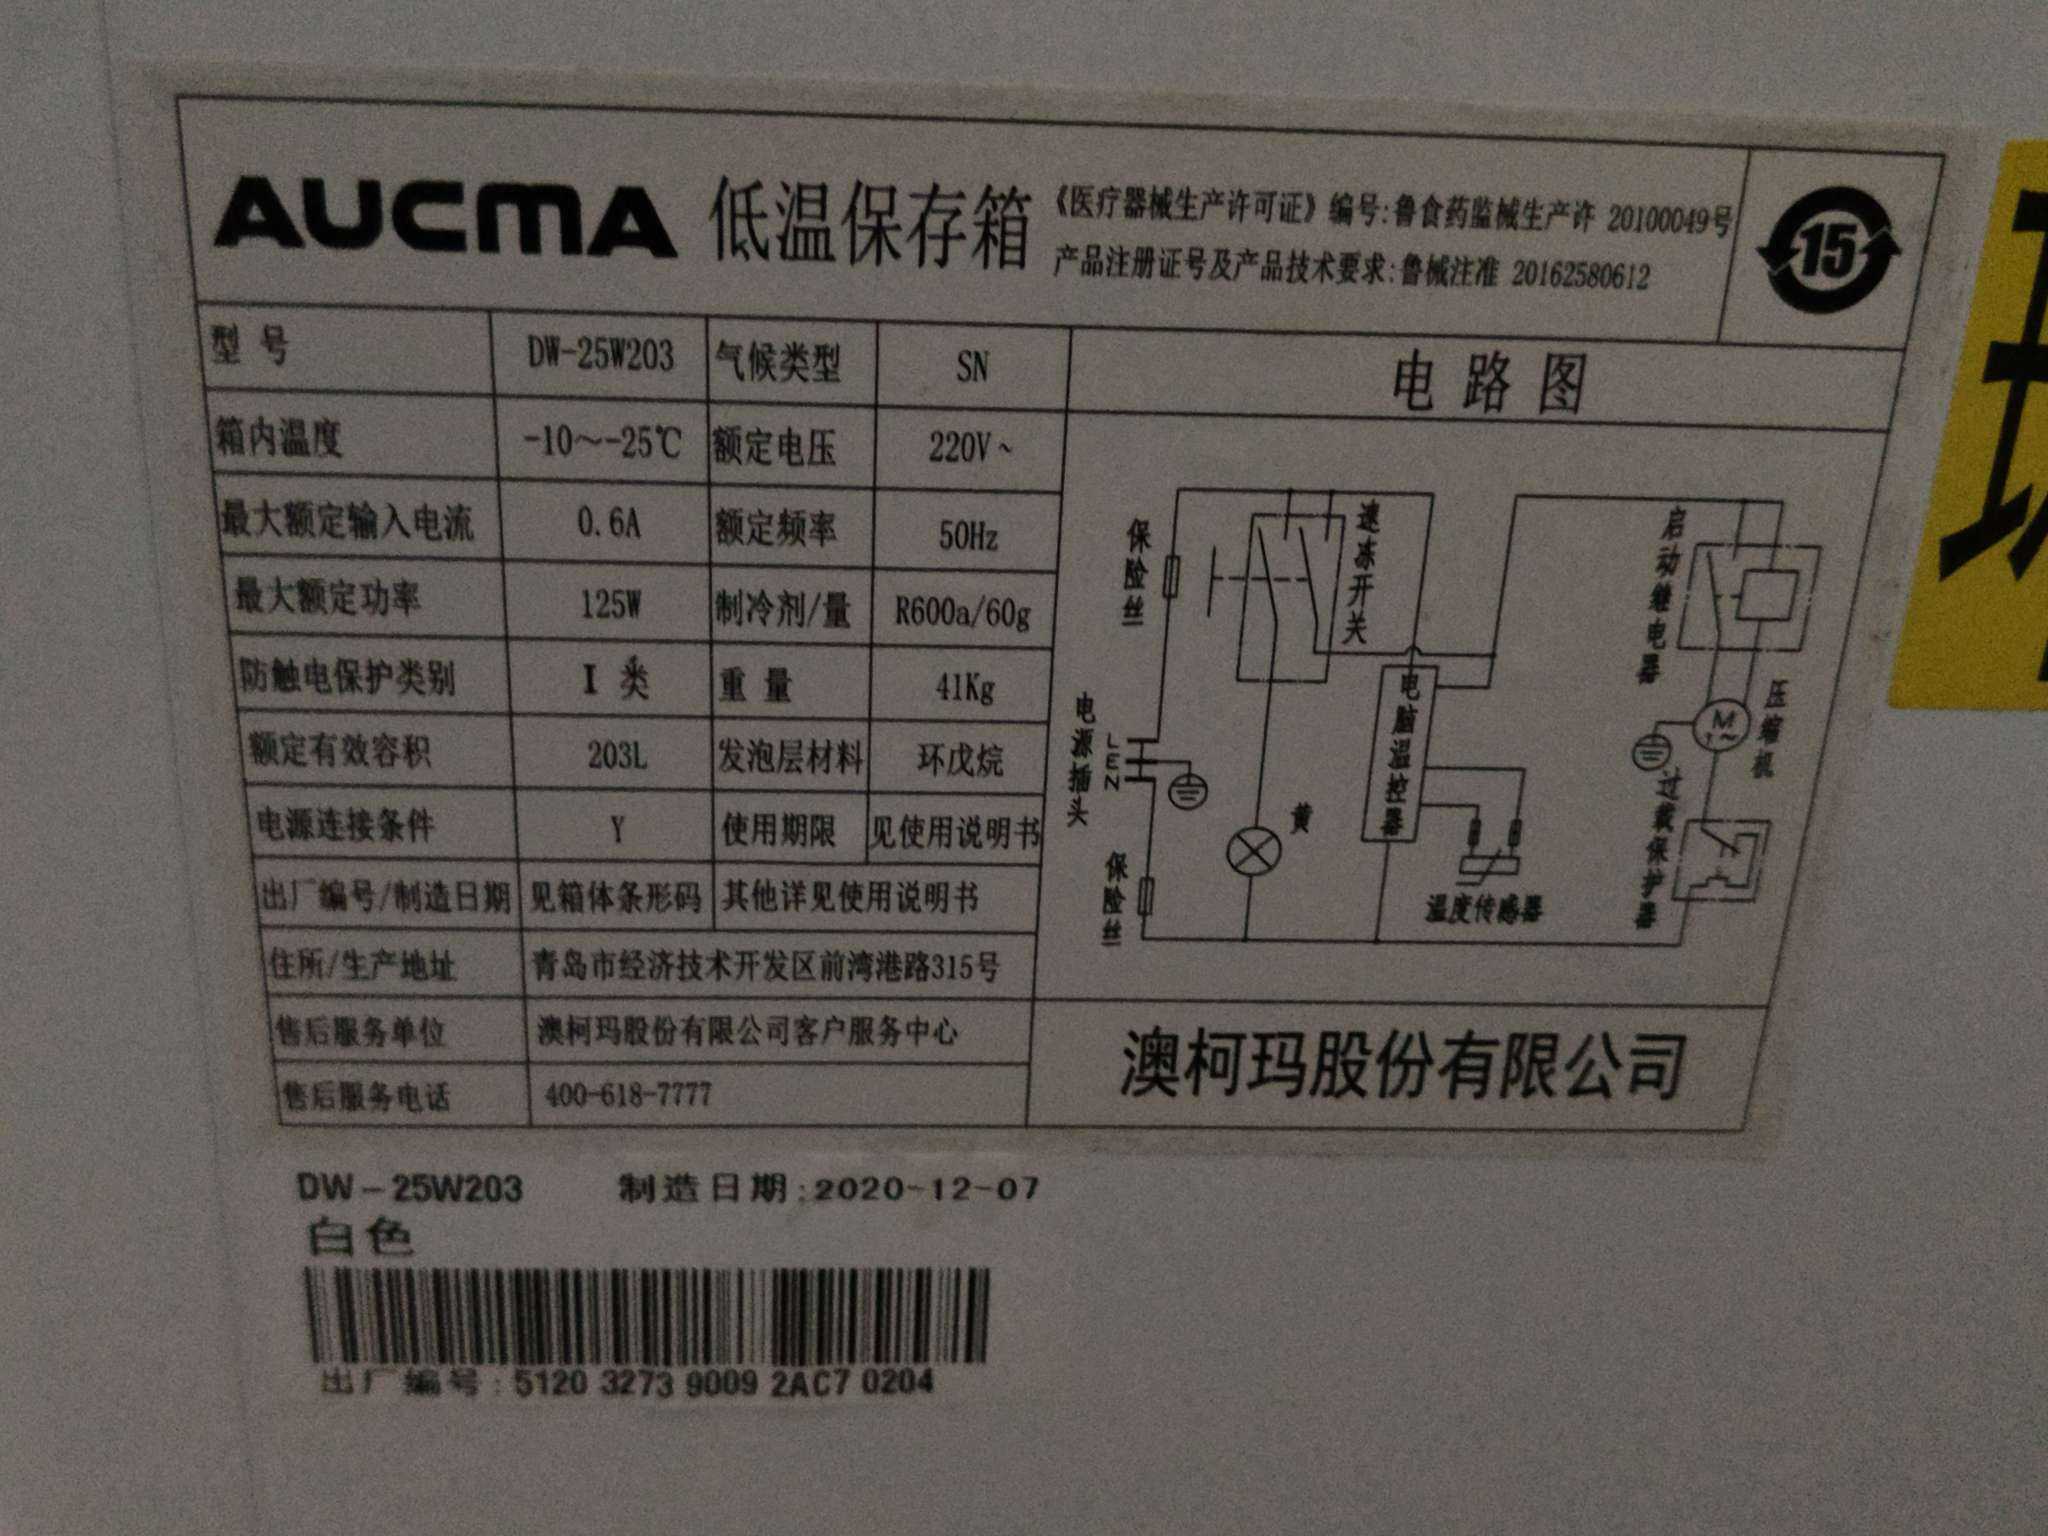 AUCMA 低温保存箱
《医疗器械生产许可证》编号:鲁食药监械生产许 20100049号
产品注册证号及产品技术要求:鲁械注准 20162580612
15
型 号 DW-25W203 气候类型 SN
箱内温度 -10～-25℃ 额定电压 220V~
最大额定输入电流 0.6A 额定频率 50Hz
最大额定功率 125W 制冷剂/量 R600a/60g
防触电保护类别 I 类 重 量 41Kg
额定有效容积 203L 发泡层材料 环戊烷
电源连接条件 Y 使用期限 见使用说明书
出厂编号/制造日期 见箱体条形码 其他详见使用说明书
住所/生产地址 青岛市经济技术开发区前湾港路315号
售后服务单位 澳柯玛股份有限公司客户服务中心
售后服务电话 400-618-7777
电路图
保险丝
速冻开关
启动继电器
电源插头
L
E
N
电脑温控器
M
1~
压缩机
黄
过载保护器
保险丝
温度传感器
澳柯玛股份有限公司
DW-25W203 制造日期:2020-12-07
白色
出厂编号:5120 3273 9009 2AC7 0204